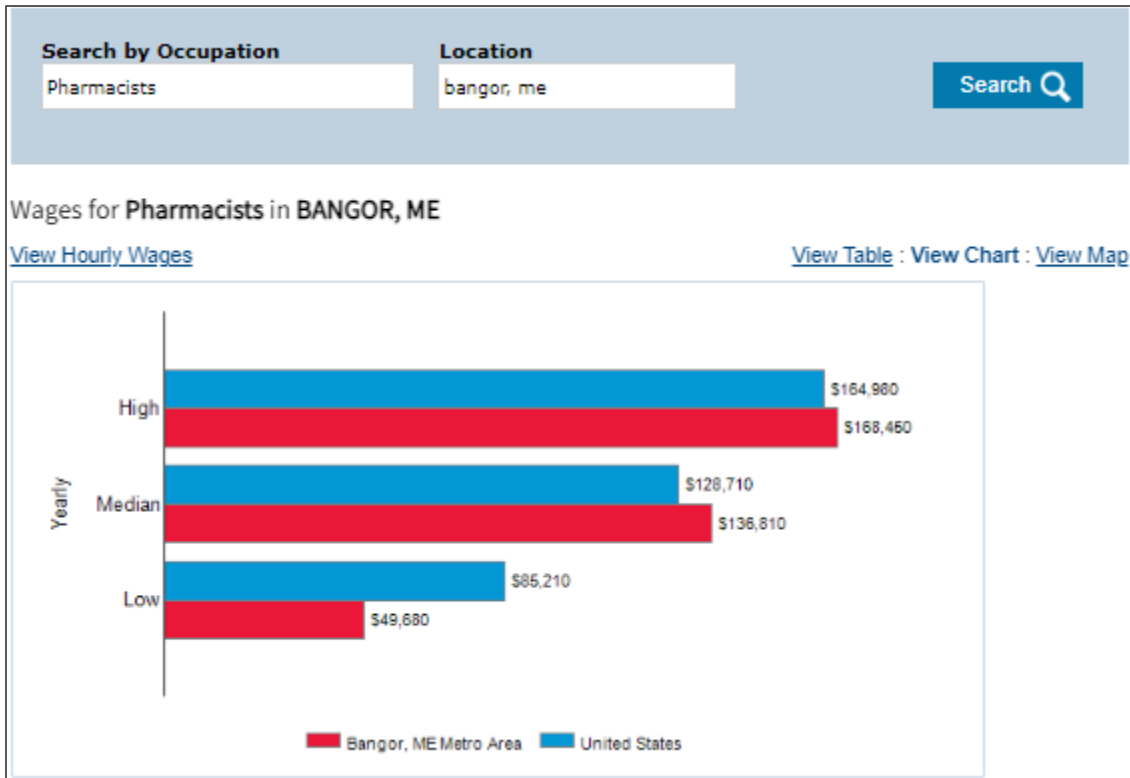 Search by Occupation
Location
Pharmacists
bangor, me
Search
Wages for Pharmacists in BANGOR, ME
View Hourly Wages
View Table : View Chart : View Map
Yearly
High
$164,980
$168,450
Median
$128,710
$136,810
Low
$85,210
$49,680
Bangor, ME Metro Area
United States